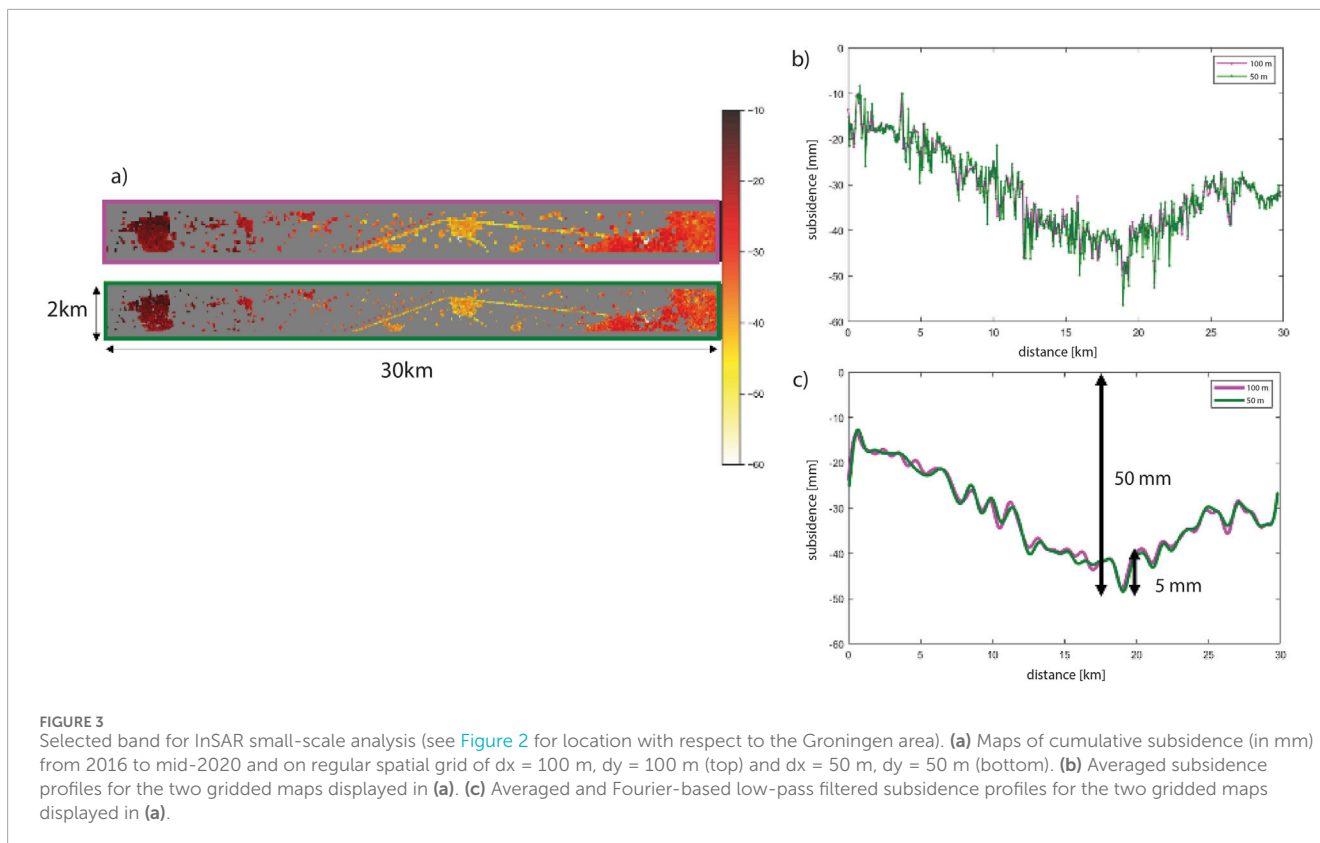 a)
2km
30km
-10
-20
-30
-40
-50
-60
b)
0
-10
-20
-30
-40
-50
-60
subsidence [mm]
100 m
50 m
0 5 10 15 20 25 30
distance [km]
c)
0
-10
-20
-30
-40
-50
-60
subsidence [mm]
100 m
50 m
50 mm
5 mm
0 5 10 15 20 25 30
distance [km]
FIGURE 3
Selected band for InSAR small-scale analysis (see Figure 2 for location with respect to the Groningen area). (a) Maps of cumulative subsidence (in mm)
from 2016 to mid-2020 and on regular spatial grid of dx = 100 m, dy = 100 m (top) and dx = 50 m, dy = 50 m (bottom). (b) Averaged subsidence
profiles for the two gridded maps displayed in (a). (c) Averaged and Fourier-based low-pass filtered subsidence profiles for the two gridded maps
displayed in (a).